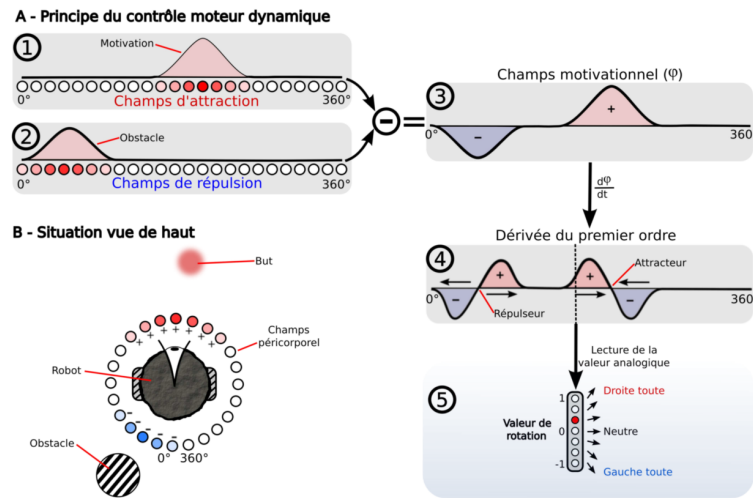 A - Principe du contrôle moteur dynamique
1
Motivation
0°
360°
Champs d'attraction
2
Obstacle
0°
360°
Champs de répulsion
- =
3
Champs motivationnel (φ)
+
-
0°
360
dφ
dt
4
Dérivée du premier ordre
+
+
-
-
Attracteur
Répulseur
0°
360
Lecture de la
valeur analogique
5
Valeur de
rotation
1
0
-1
Droite toute
Neutre
Gauche toute
B - Situation vue de haut
But
Champs
péricorporel
Robot
Obstacle
+ + + + + + +
- - - - -
0° 360°